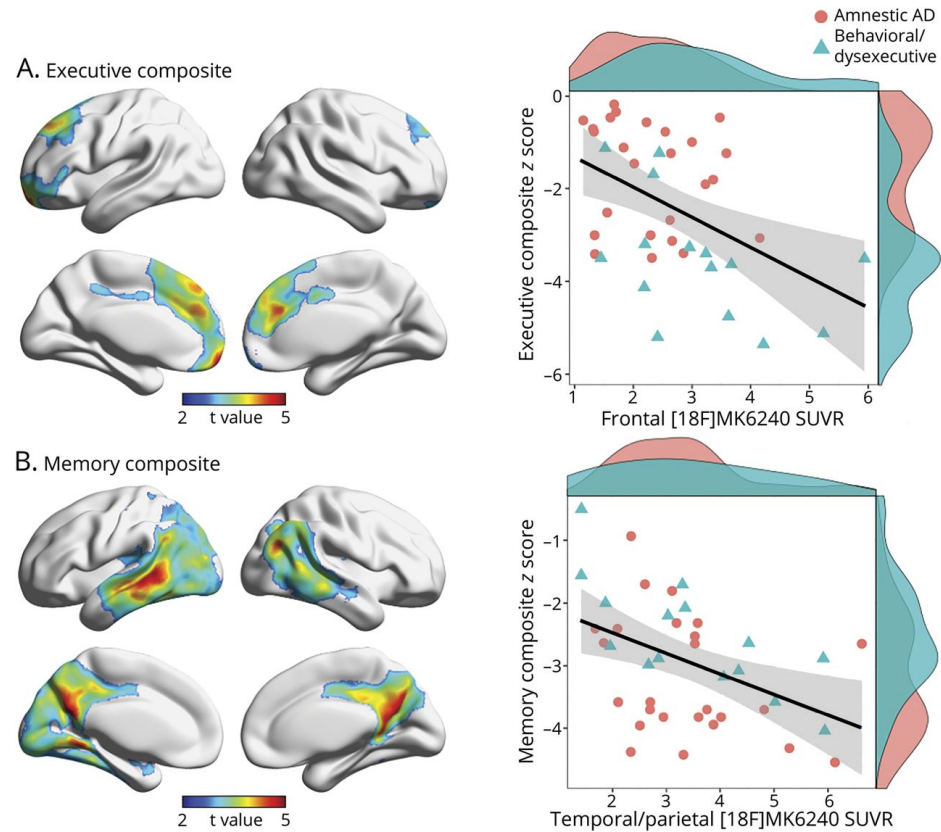 Amnestic AD
Behavioral/
dysexecutive
A. Executive composite
0
−2
−4
−6
Executive composite z score
1 2 3 4 5 6
Frontal [18F]MK6240 SUVR
2 t value 5
B. Memory composite
−1
−2
−3
−4
Memory composite z score
2 3 4 5 6
Temporal/parietal [18F]MK6240 SUVR
2 t value 5